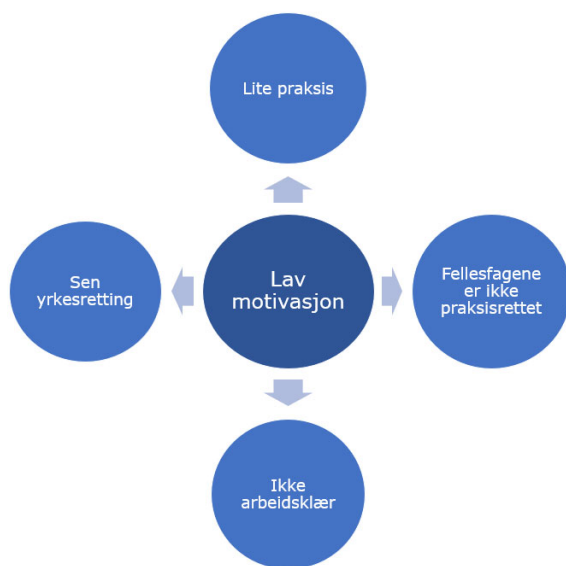 Lite praksis
Sen
yrkesretting
Lav
motivasjon
Fellesfagene
er ikke
praksisrettet
Ikke
arbeidsklær